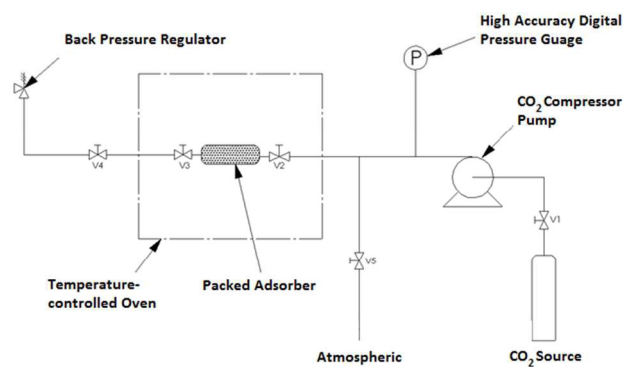 High Accuracy Digital
Pressure Guage
Back Pressure Regulator
P
CO₂ Compressor
Pump
V4
V3
V2
V1
V5
Temperature-
controlled Oven
Packed Adsorber
Atmospheric
CO₂ Source